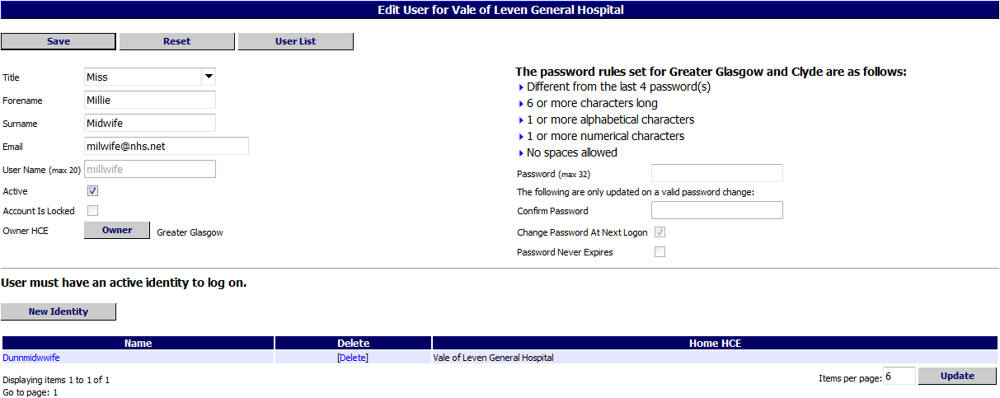 Edit User for Vale of Leven General Hospital
Save Reset User List
Title Miss
Forename Millie
Surname Midwife
Email milwife@nhs.net
User Name (max 20) millwife
Active
Account Is Locked
Owner HCE Owner Greater Glasgow
The password rules set for Greater Glasgow and Clyde are as follows:
Different from the last 4 password(s)
6 or more characters long
1 or more alphabetical characters
1 or more numerical characters
No spaces allowed
Password (max 32)
The following are only updated on a valid password change:
Confirm Password
Change Password At Next Logon
Password Never Expires
User must have an active identity to log on.
New Identity
Name Delete Home HCE
Dunnmidwwife [Delete] Vale of Leven General Hospital
Displaying items 1 to 1 of 1
Items per page: 6 Update
Go to page: 1